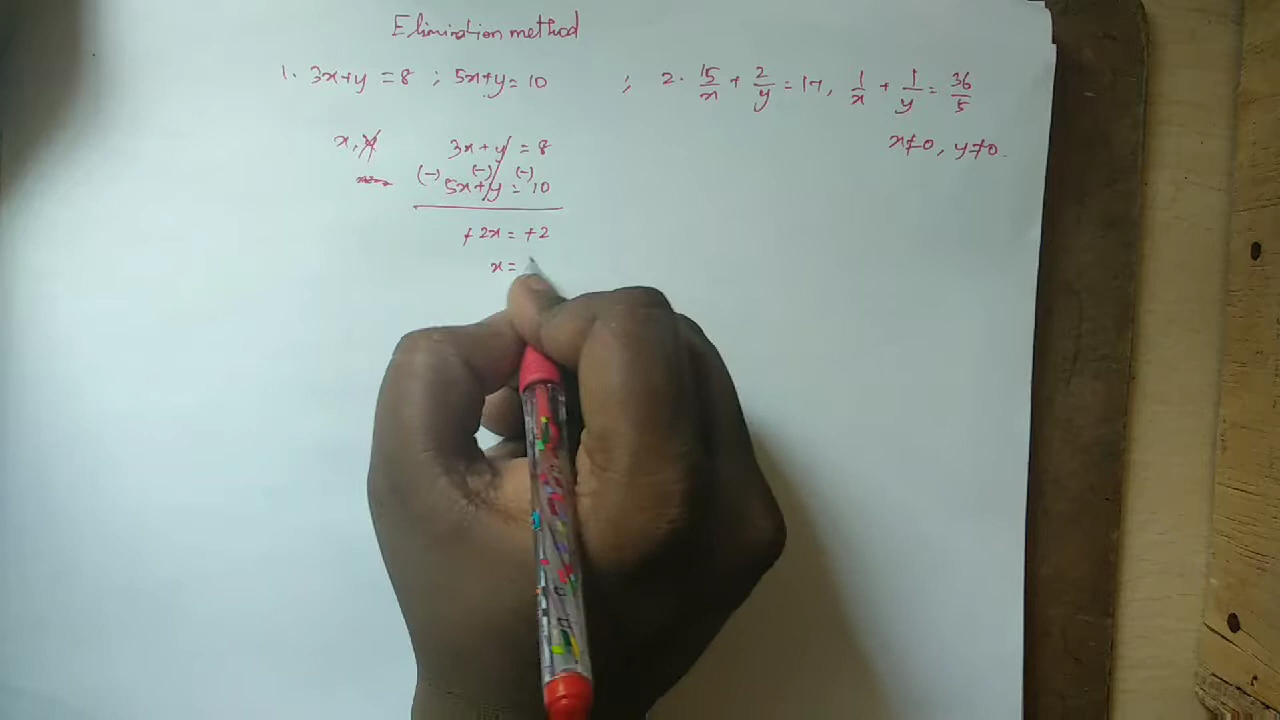 Elimination method
1. 3x+y = 8 ; 5x+y = 10 ; 2. 15/x + 2/y = 17, 1/x + 1/y = 36/5
x≠0, y≠0.
x, y 3x+y = 8
(-) (-) (-)
5x+y = 10
+2x = +2
x =